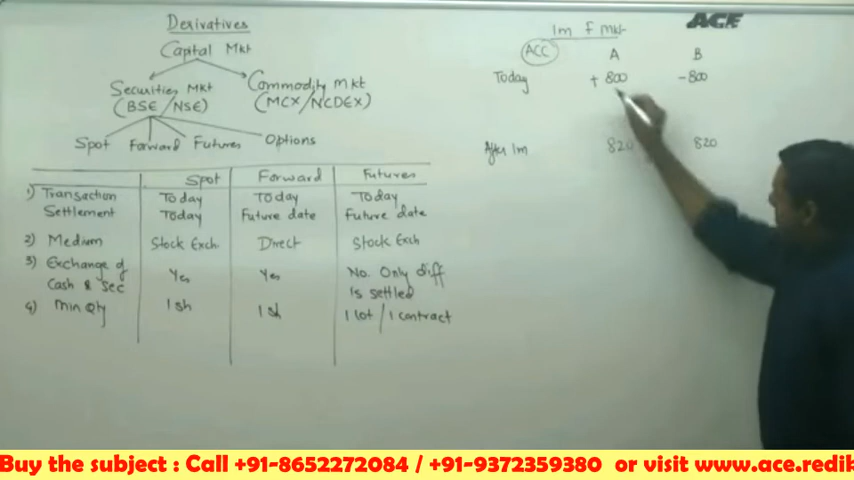 Derivatives
Capital Mkt
Securities Mkt
(BSE/NSE)
Commodity mkt
(MCX/NCDEX)
Spot Forward Futures Options
Spot Forward Futures
1) Transaction Today Today Today
Settlement Today Future date Future date
2) Medium Stock Exch. Direct Stock Exch
3) Exchange of Cash & Sec Yes Yes No. Only diff is settled
4) Min Qty 1 sh 1 sh 1 lot / 1 contract
1m F mkt
ACE
ACC A B
Today + 800 - 800
After 1m 820 820
Buy the subject : Call +91-8652272084 / +91-9372359380 or visit www.ace.redik